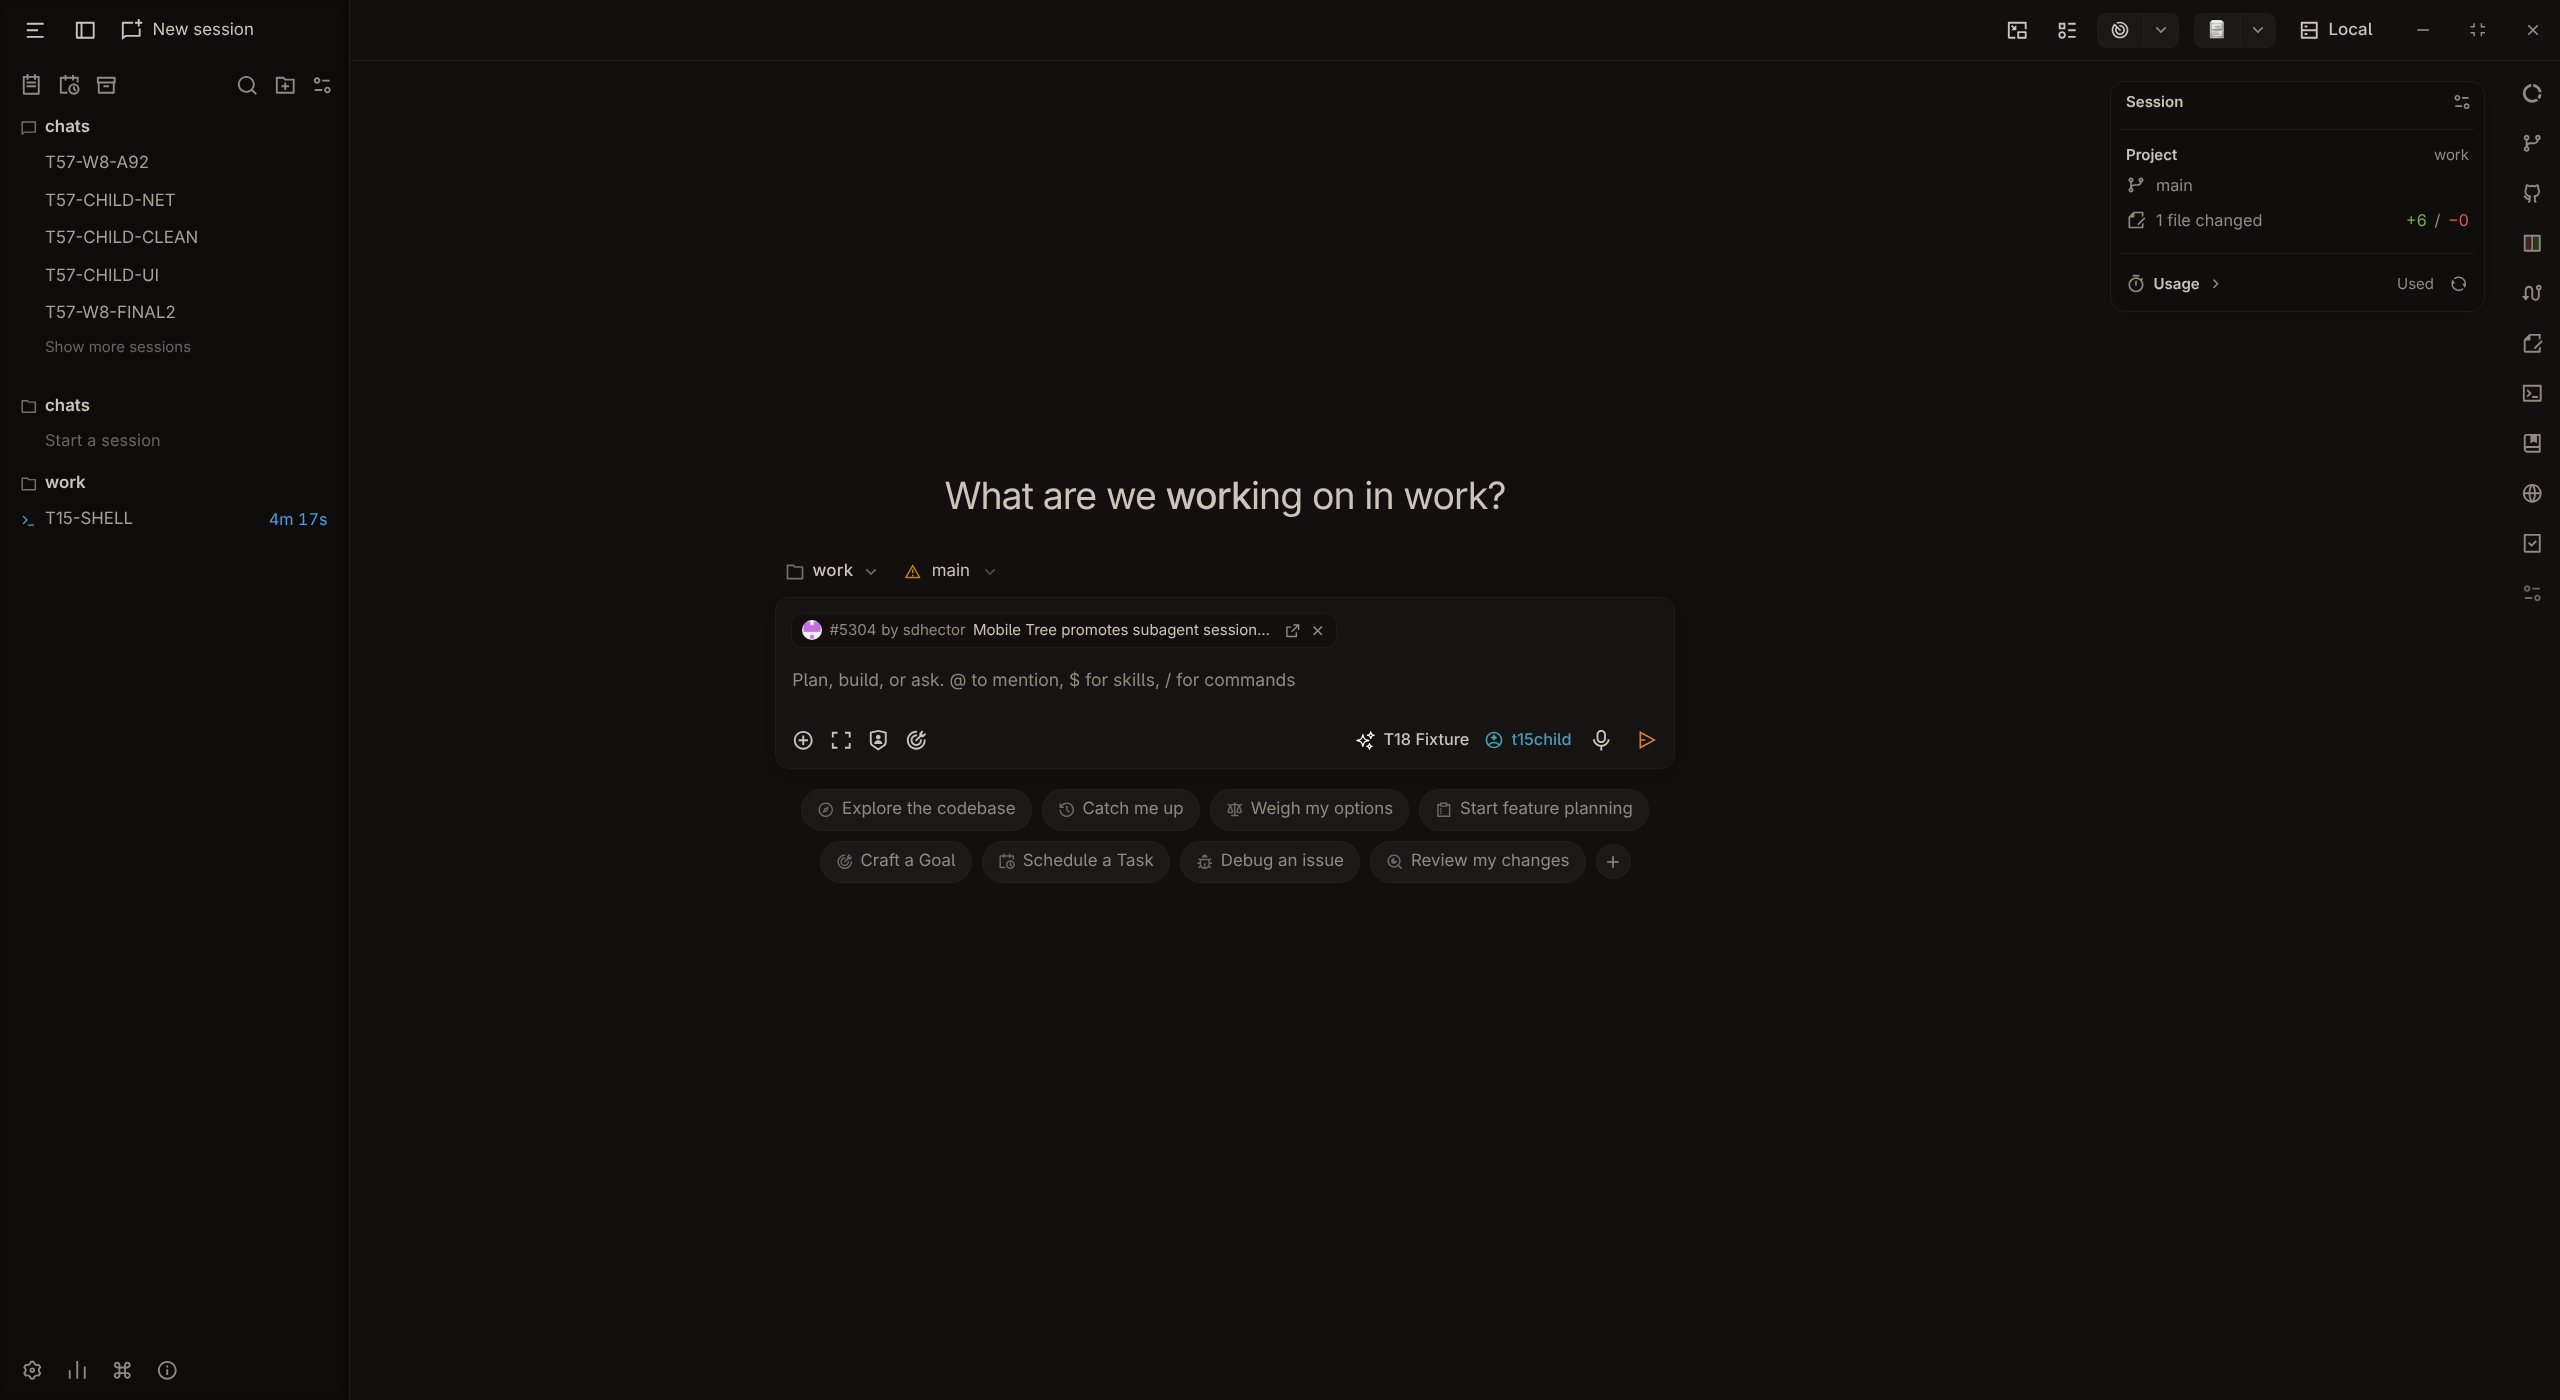 New session
Local
chats
T57-W8-A92
T57-CHILD-NET
T57-CHILD-CLEAN
T57-CHILD-UI
T57-W8-FINAL2
Show more sessions
chats
Start a session
work
T15-SHELL 4m 17s
Session
Project work
main
1 file changed +6 / −0
Usage Used
What are we working on in work?
work main
#5304 by sdhector Mobile Tree promotes subagent session...
Plan, build, or ask. @ to mention, $ for skills, / for commands
T18 Fixture t15child
Explore the codebase Catch me up Weigh my options Start feature planning
Craft a Goal Schedule a Task Debug an issue Review my changes